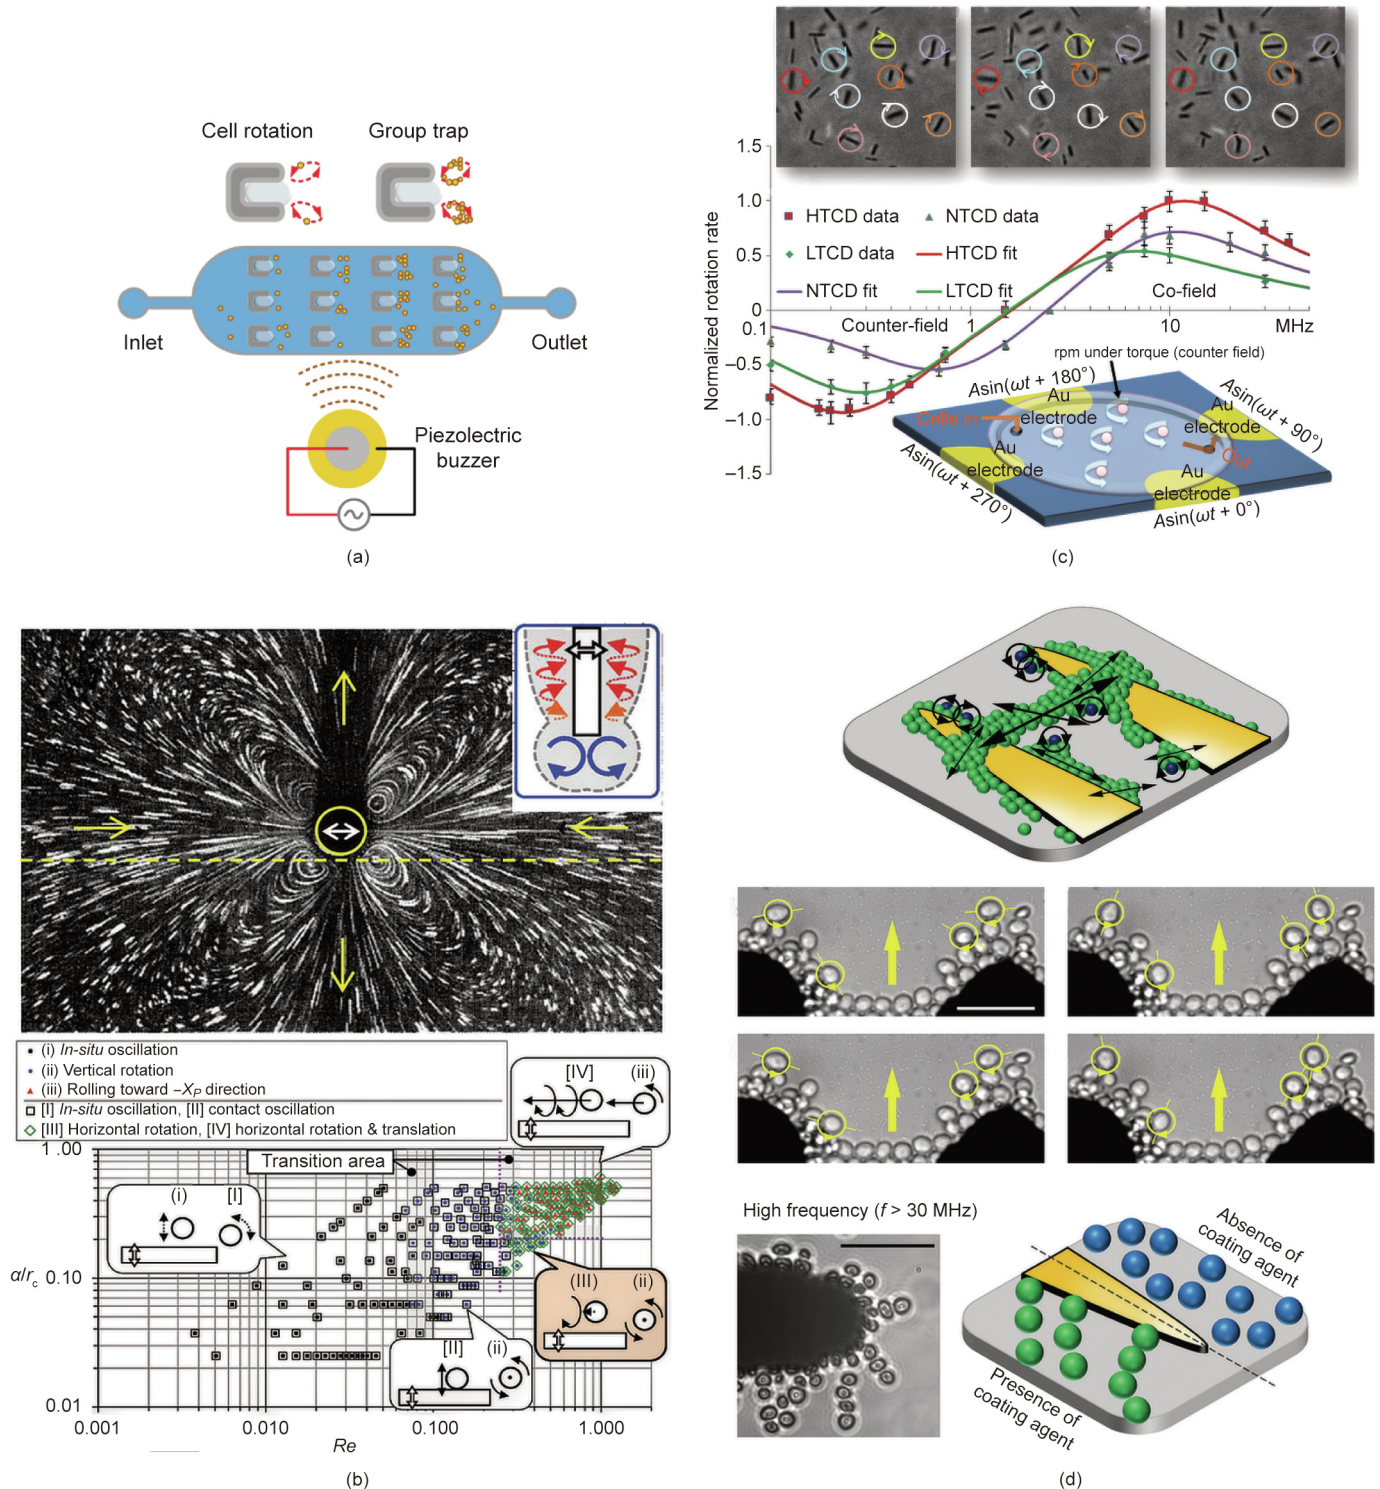 Cell rotation
Group trap
Inlet
Outlet
Piezolectric
buzzer
(a)
Normalized rotation rate
1.5
1.0
0.5
0
–0.5
–1.0
–1.5
HTCD data
NTCD data
LTCD data
HTCD fit
NTCD fit
LTCD fit
Co-field
Counter-field
0.1
1
10
MHz
rpm under torque (counter field)
Asin(ωt + 180°)
Asin(ωt + 90°)
Asin(ωt + 270°)
Asin(ωt + 0°)
Au
electrode
Au
electrode
Au
electrode
Au
electrode
Cells in
Out
(c)
(i) In-situ oscillation
(ii) Vertical rotation
(iii) Rolling toward –XP direction
[I] In-situ oscillation, [II] contact oscillation
[III] Horizontal rotation, [IV] horizontal rotation & translation
[IV]
(iii)
Transition area
(i)
[I]
(III)
(ii)
[II]
(ii)
α/rc
1.00
0.10
0.01
0.001
0.010
0.100
1.000
Re
(b)
High frequency (f > 30 MHz)
Absence of
coating agent
Presence of
coating agent
(d)